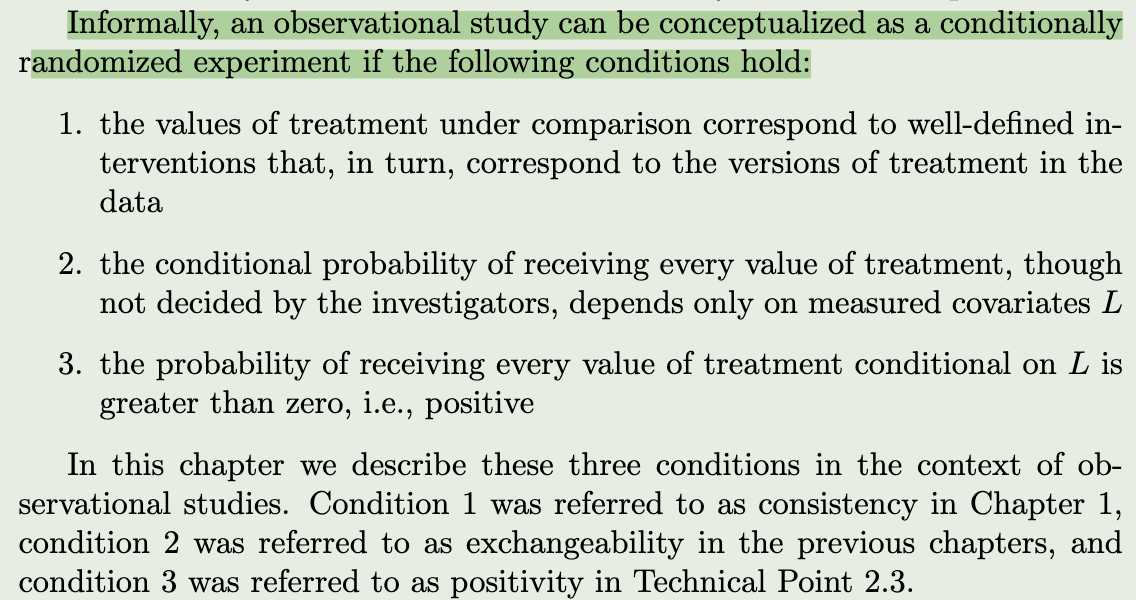 Informally, an observational study can be conceptualized as a conditionally
randomized experiment if the following conditions hold:
1. the values of treatment under comparison correspond to well-defined in-
terventions that, in turn, correspond to the versions of treatment in the
data
2. the conditional probability of receiving every value of treatment, though
not decided by the investigators, depends only on measured covariates L
3. the probability of receiving every value of treatment conditional on L is
greater than zero, i.e., positive
In this chapter we describe these three conditions in the context of ob-
servational studies. Condition 1 was referred to as consistency in Chapter 1,
condition 2 was referred to as exchangeability in the previous chapters, and
condition 3 was referred to as positivity in Technical Point 2.3.